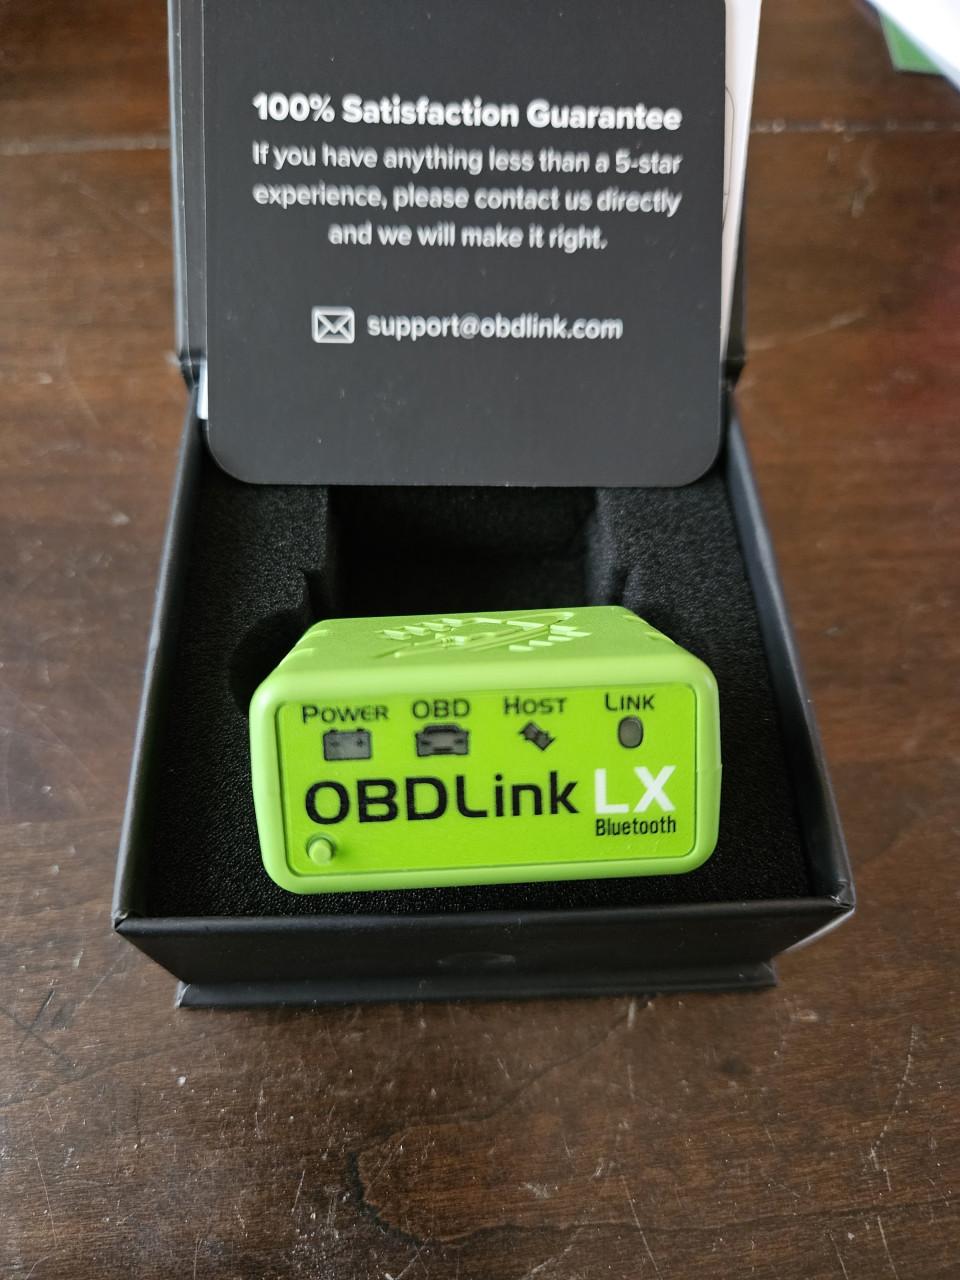 100% Satisfaction Guarantee
If you have anything less than a 5-star
experience, please contact us directly
and we will make it right.
support@obdlink.com
POWER OBD HOST LINK
OBDLink LX
Bluetooth